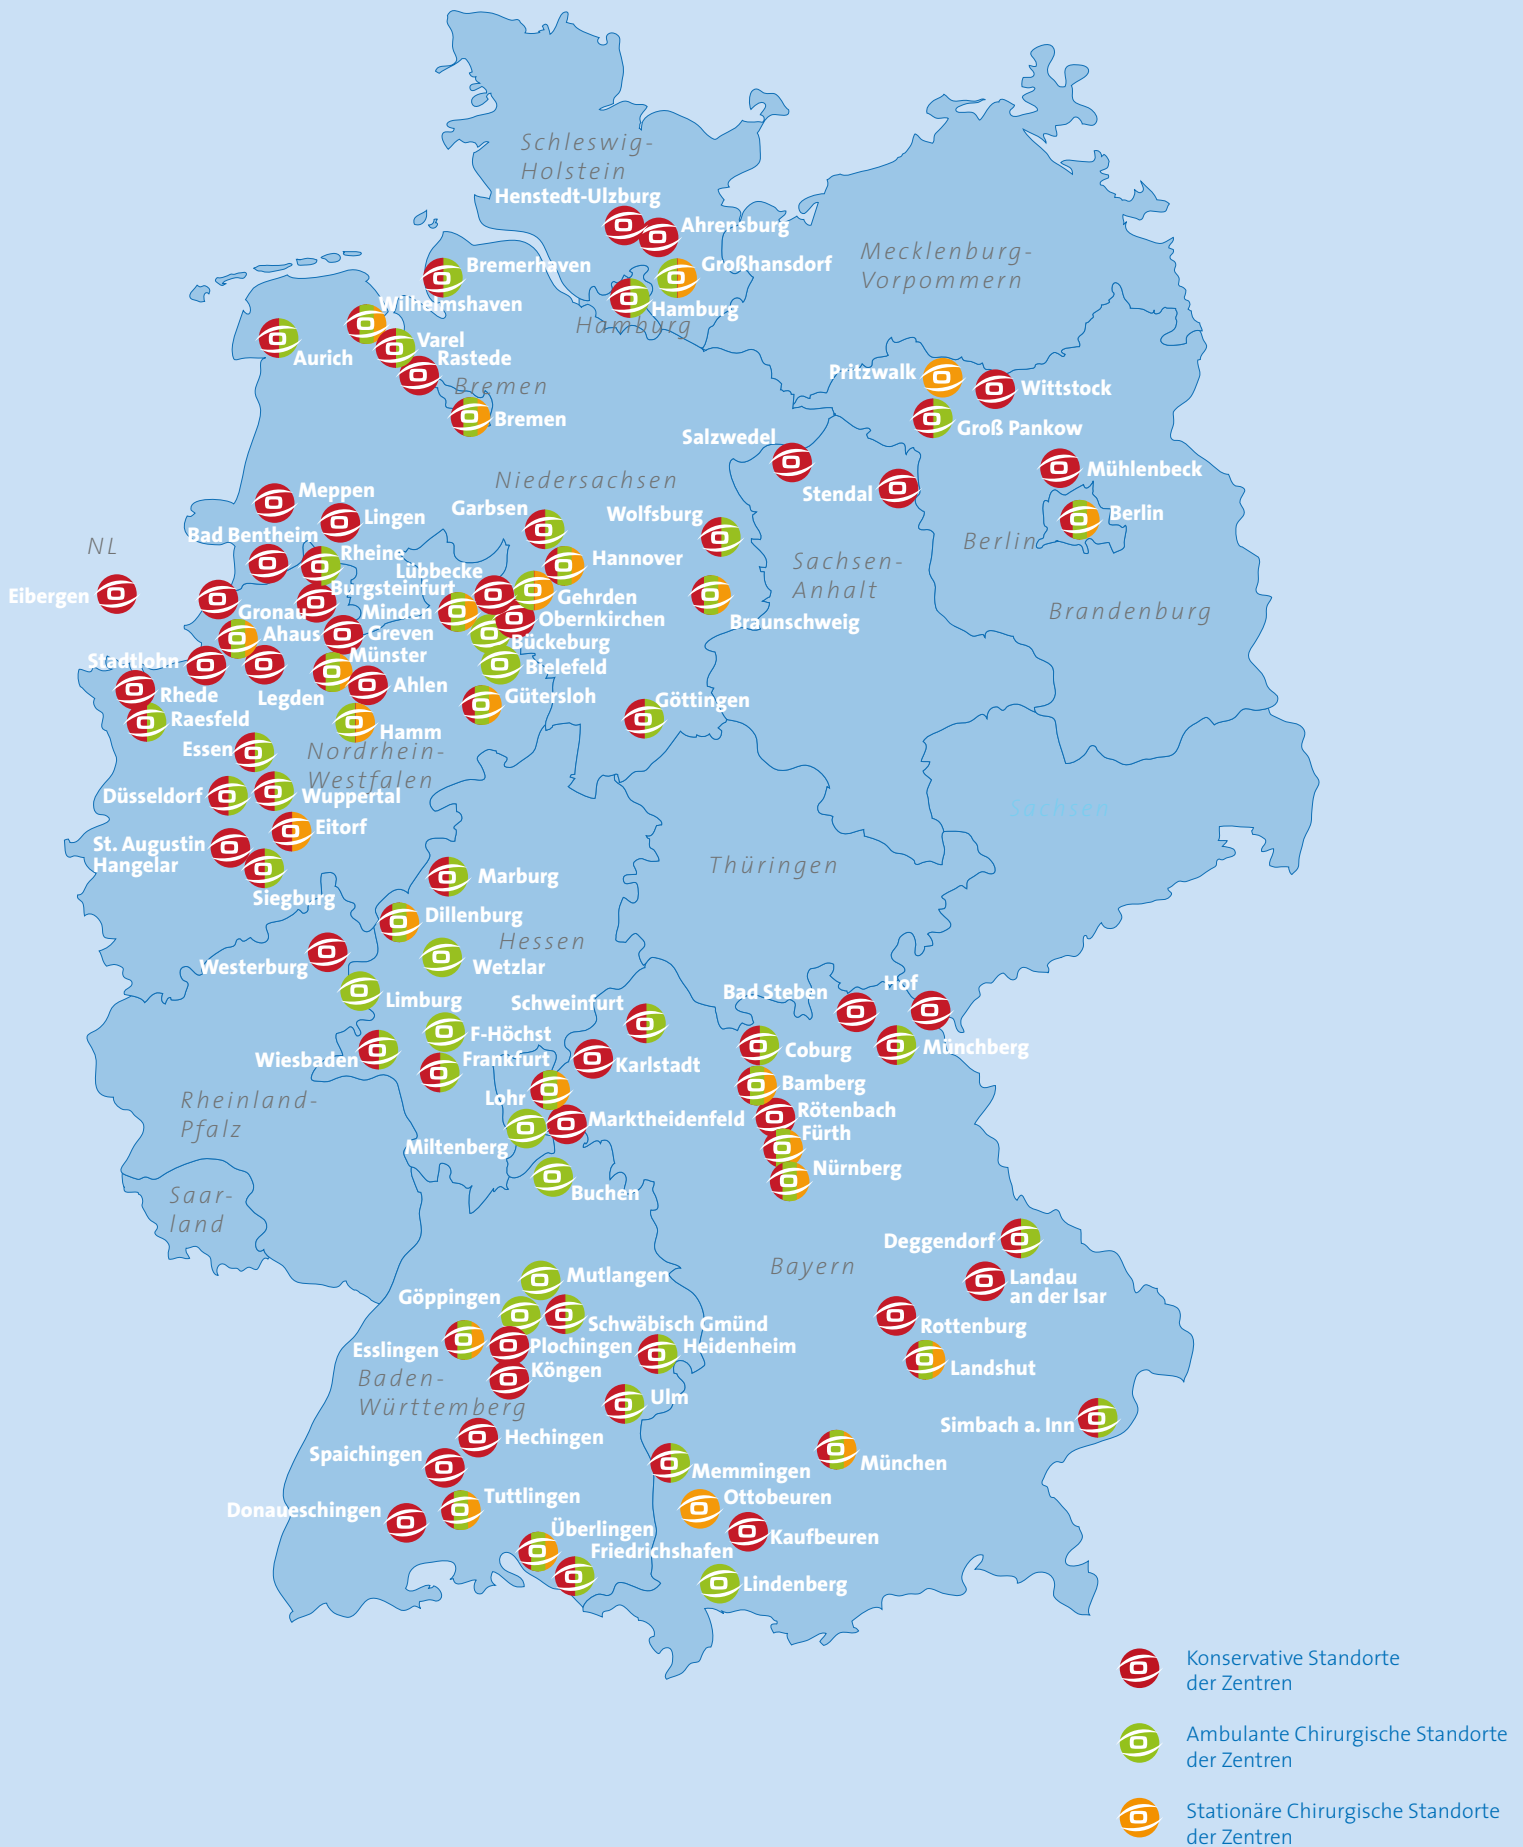 Schleswig-
Holstein
Henstedt-Ulzburg
Ahrensburg
Mecklenburg-
Vorpommern
Großhansdorf
Bremerhaven
Wilhelmshaven
Hamburg
Hamburg
Varel
Aurich
Rastede
Bremen
Pritzwalk
Wittstock
Bremen
Groß Pankow
Salzwedel
Mühlenbeck
Niedersachsen
Meppen
Stendal
Garbsen
Wolfsburg
Berlin
Lingen
Bad Bentheim
Berlin
NL
Rheine
Hannover
Sachsen-
Anhalt
Lübbecke
Burgsteinfurt
Eibergen
Gehrden
Gronau
Minden
Obernkirchen
Brandenburg
Braunschweig
Ahaus
Greven
Bückeburg
Münster
Stadtlohn
Bielefeld
Ahlen
Rhede
Legden
Gütersloh
Göttingen
Raesfeld
Hamm
Essen
Nordrhein-
Westfalen
Düsseldorf
Wuppertal
Sachsen
Eitorf
St. Augustin
Hangelar
Thüringen
Marburg
Siegburg
Dillenburg
Hessen
Westerburg
Wetzlar
Hof
Bad Steben
Limburg
Schweinfurt
F-Höchst
Münchberg
Coburg
Wiesbaden
Frankfurt
Karlstadt
Bamberg
Lohr
Rheinland-
Pfalz
Rötenbach
Marktheidenfeld
Fürth
Miltenberg
Nürnberg
Buchen
Saar-
land
Deggendorf
Bayern
Mutlangen
Landau
an der Isar
Göppingen
Schwäbisch Gmünd
Rottenburg
Plochingen
Heidenheim
Esslingen
Landshut
Köngen
Baden-
Württemberg
Ulm
Simbach a. Inn
Hechingen
Spaichingen
München
Memmingen
Tuttlingen
Ottobeuren
Donaueschingen
Überlingen
Kaufbeuren
Friedrichshafen
Lindenberg
Konservative Standorte
der Zentren
Ambulante Chirurgische Standorte
der Zentren
Stationäre Chirurgische Standorte
der Zentren